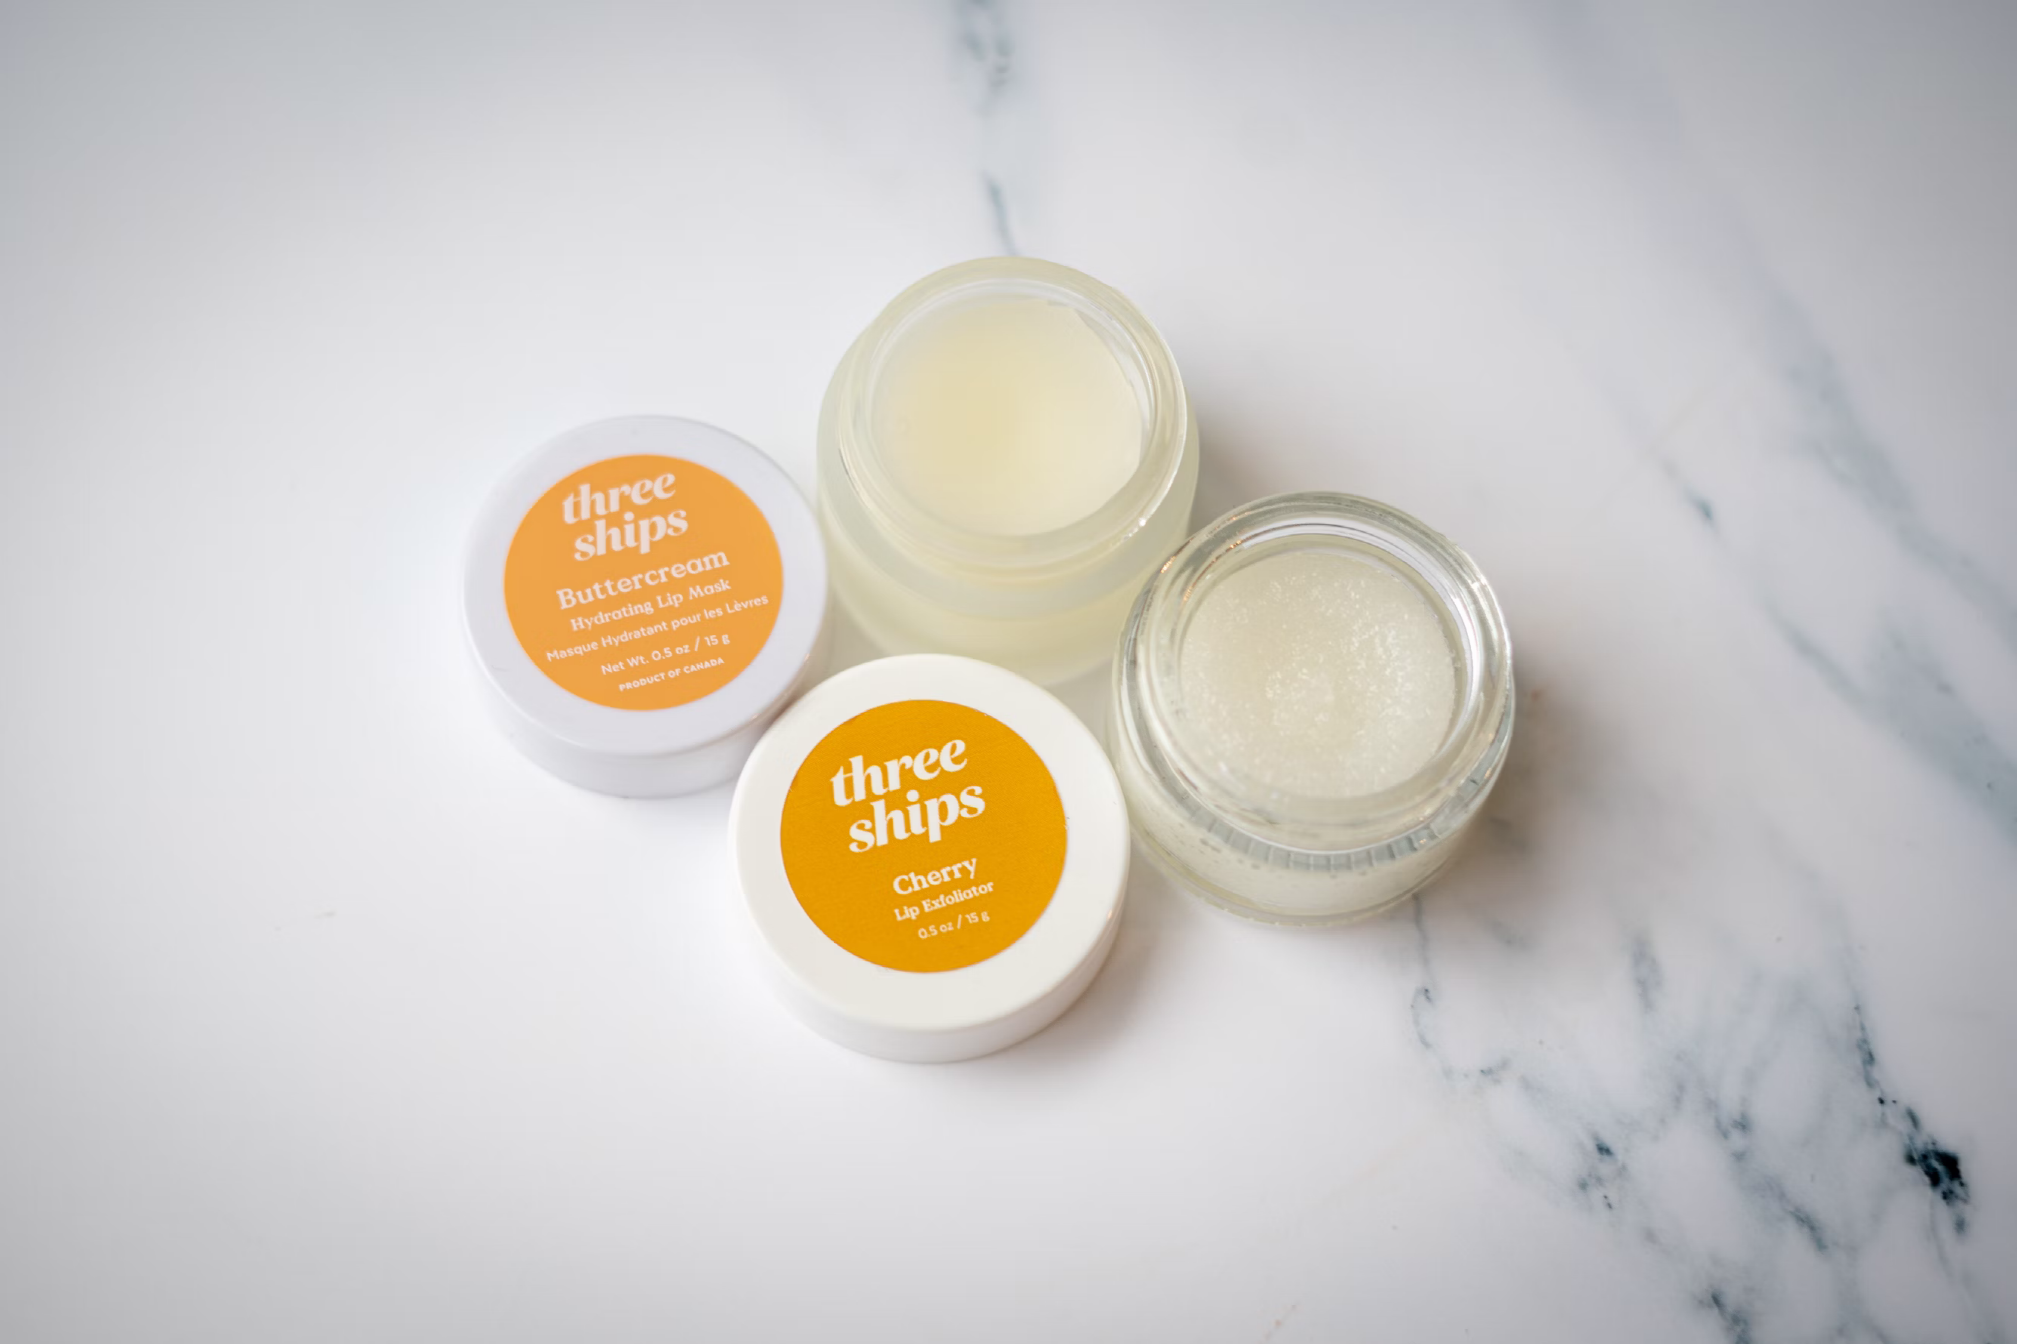 three
ships
Buttercream
Hydrating Lip Mask
Masque Hydratant pour les Lèvres
Net Wt. 0.5 oz / 15 g
PRODUCT OF CANADA
three
ships
Cherry
Lip Exfoliator
0.5 oz / 15 g